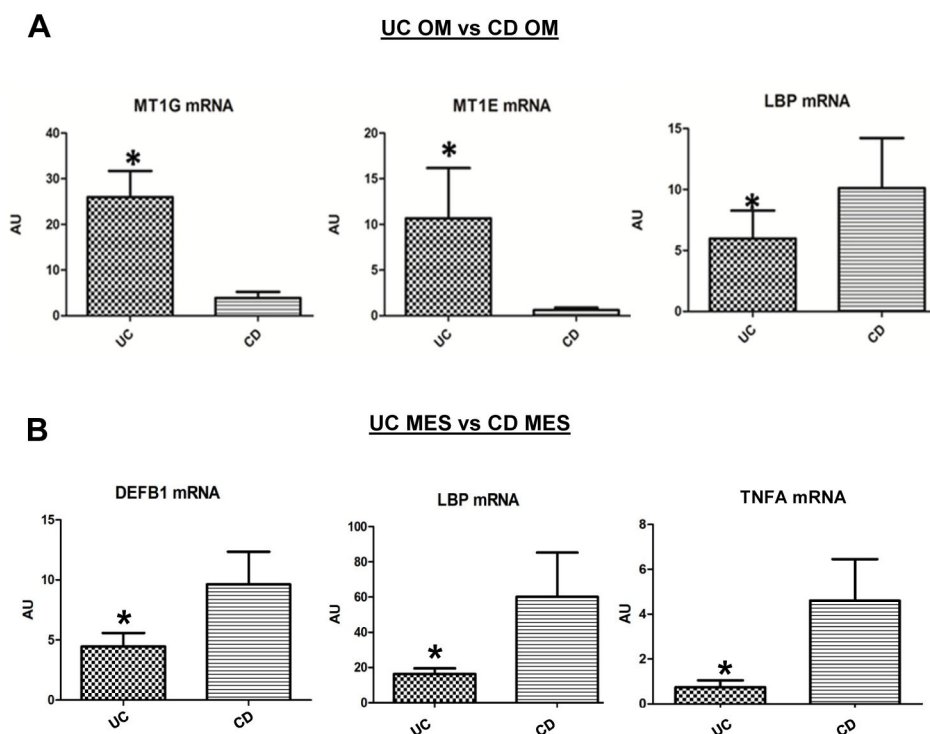 A
UC OM vs CD OM
MT1G mRNA
40
30
20
10
0
AU
*
UC
CD
MT1E mRNA
20
15
10
5
0
AU
*
UC
CD
LBP mRNA
15
10
5
0
AU
*
UC
CD
B
UC MES vs CD MES
DEFB1 mRNA
15
10
5
0
AU
*
UC
CD
LBP mRNA
100
80
60
40
20
0
AU
*
UC
CD
TNFA mRNA
8
6
4
2
0
AU
*
UC
CD